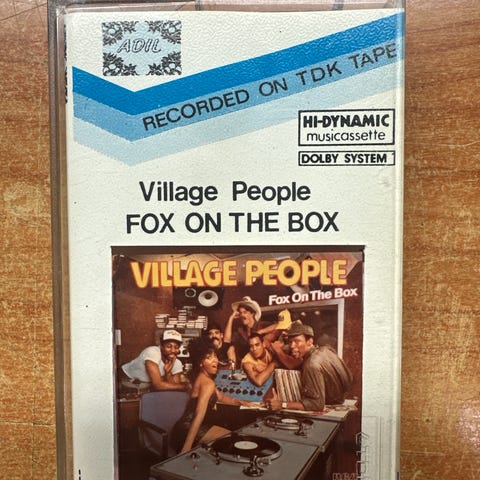 ADIL
RECORDED ON TDK TAPE
HI-DYNAMIC
musicassette
DOLBY SYSTEM
Village People
FOX ON THE BOX
VILLAGE PEOPLE
Fox On The Box